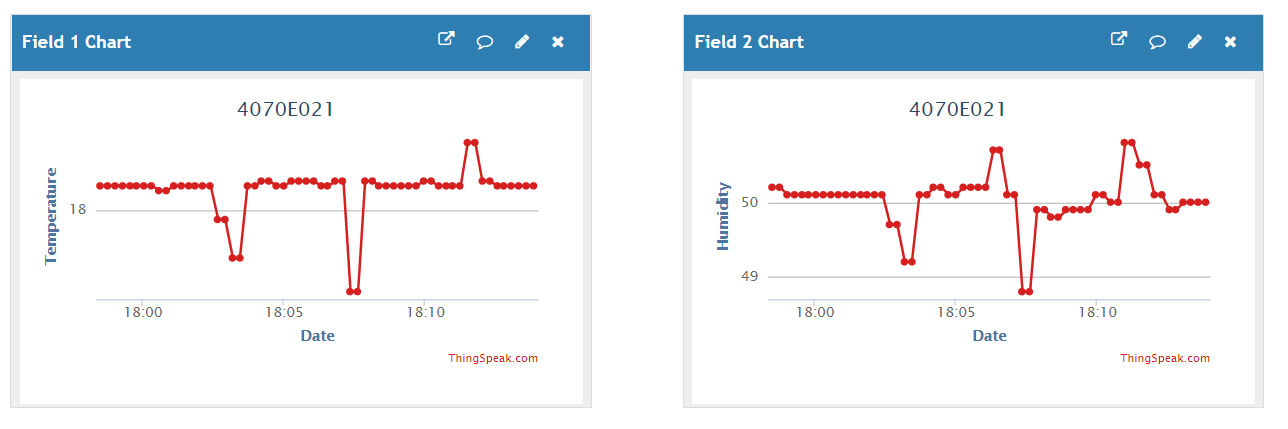 Field 1 Chart
4070E021
Temperature
18
18:00 18:05 18:10
Date
ThingSpeak.com
Field 2 Chart
4070E021
Humidity
50
49
18:00 18:05 18:10
Date
ThingSpeak.com